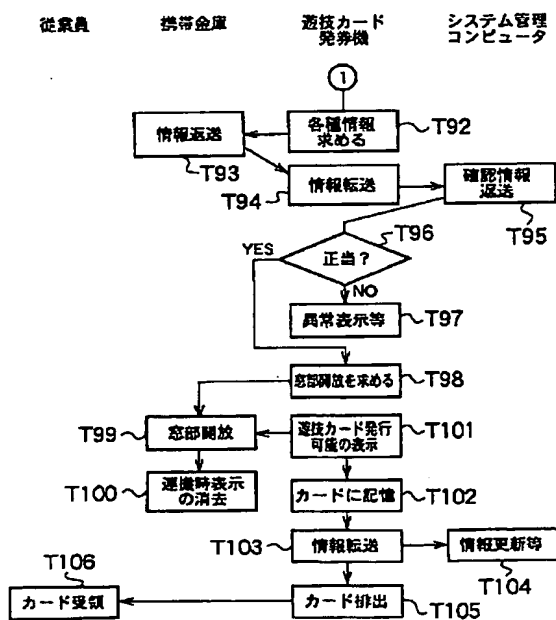 従業員
携帯金庫
遊技カード
発券機
システム管理
コンピュータ
1
各種情報
求める
T92
情報返送
T93
情報転送
T94
確認情報
返送
T95
正当?
T96
YES
NO
異常表示等
T97
窓部開放を求める
T98
窓部開放
T99
遊技カード発行
可能の表示
T101
運搬時表示
の消去
T100
カードに記憶
T102
情報転送
T103
情報更新等
T104
カード排出
T105
カード受領
T106